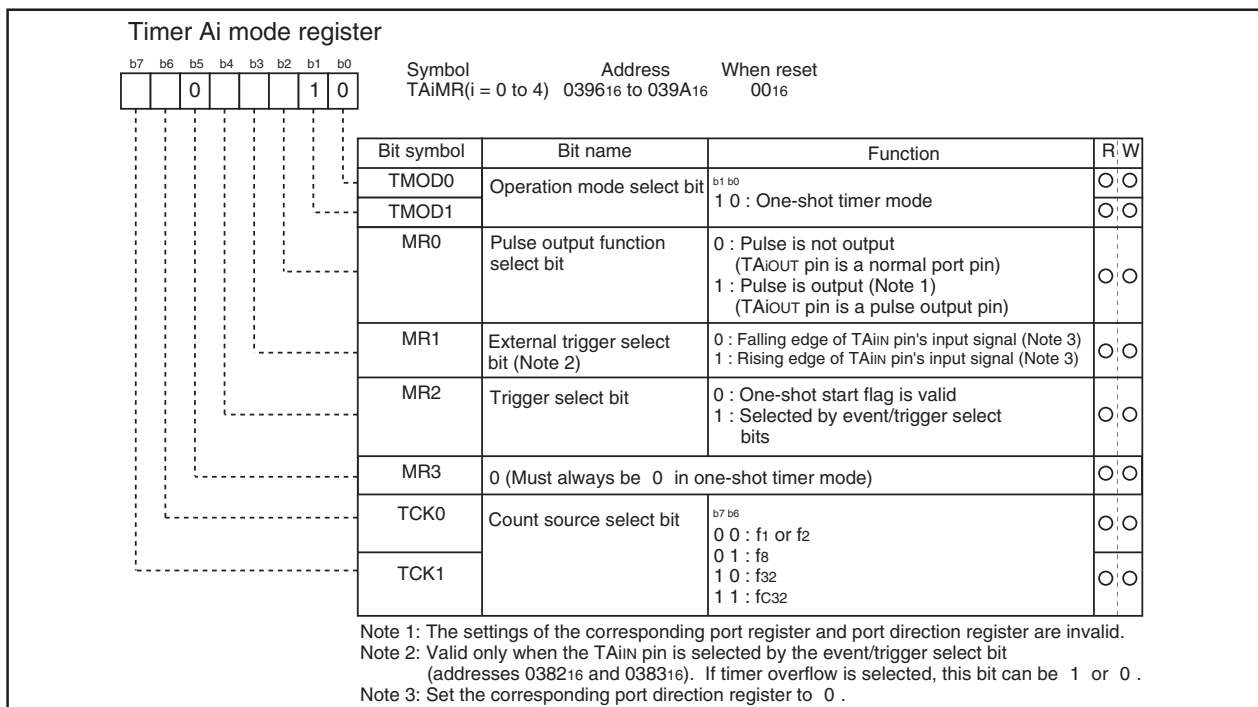 Timer Ai mode register
b7 b6 b5 b4 b3 b2 b1 b0
0 1 0
Symbol Address When reset
TAiMR(i = 0 to 4) 039616 to 039A16 0016
Bit symbol Bit name Function R W
TMOD0 Operation mode select bit b1 b0
1 0 : One-shot timer mode
TMOD1
MR0 Pulse output function 0 : Pulse is not output
select bit (TAiOUT pin is a normal port pin)
1 : Pulse is output (Note 1)
(TAiOUT pin is a pulse output pin)
MR1 External trigger select 0 : Falling edge of TAiIN pin's input signal (Note 3)
bit (Note 2) 1 : Rising edge of TAiIN pin's input signal (Note 3)
MR2 Trigger select bit 0 : One-shot start flag is valid
1 : Selected by event/trigger select
bits
MR3 0 (Must always be 0 in one-shot timer mode)
TCK0 Count source select bit b7 b6
0 0 : f1 or f2
0 1 : f8
TCK1 1 0 : f32
1 1 : fC32
Note 1: The settings of the corresponding port register and port direction register are invalid.
Note 2: Valid only when the TAiIN pin is selected by the event/trigger select bit
(addresses 038216 and 038316). If timer overflow is selected, this bit can be 1 or 0 .
Note 3: Set the corresponding port direction register to 0 .